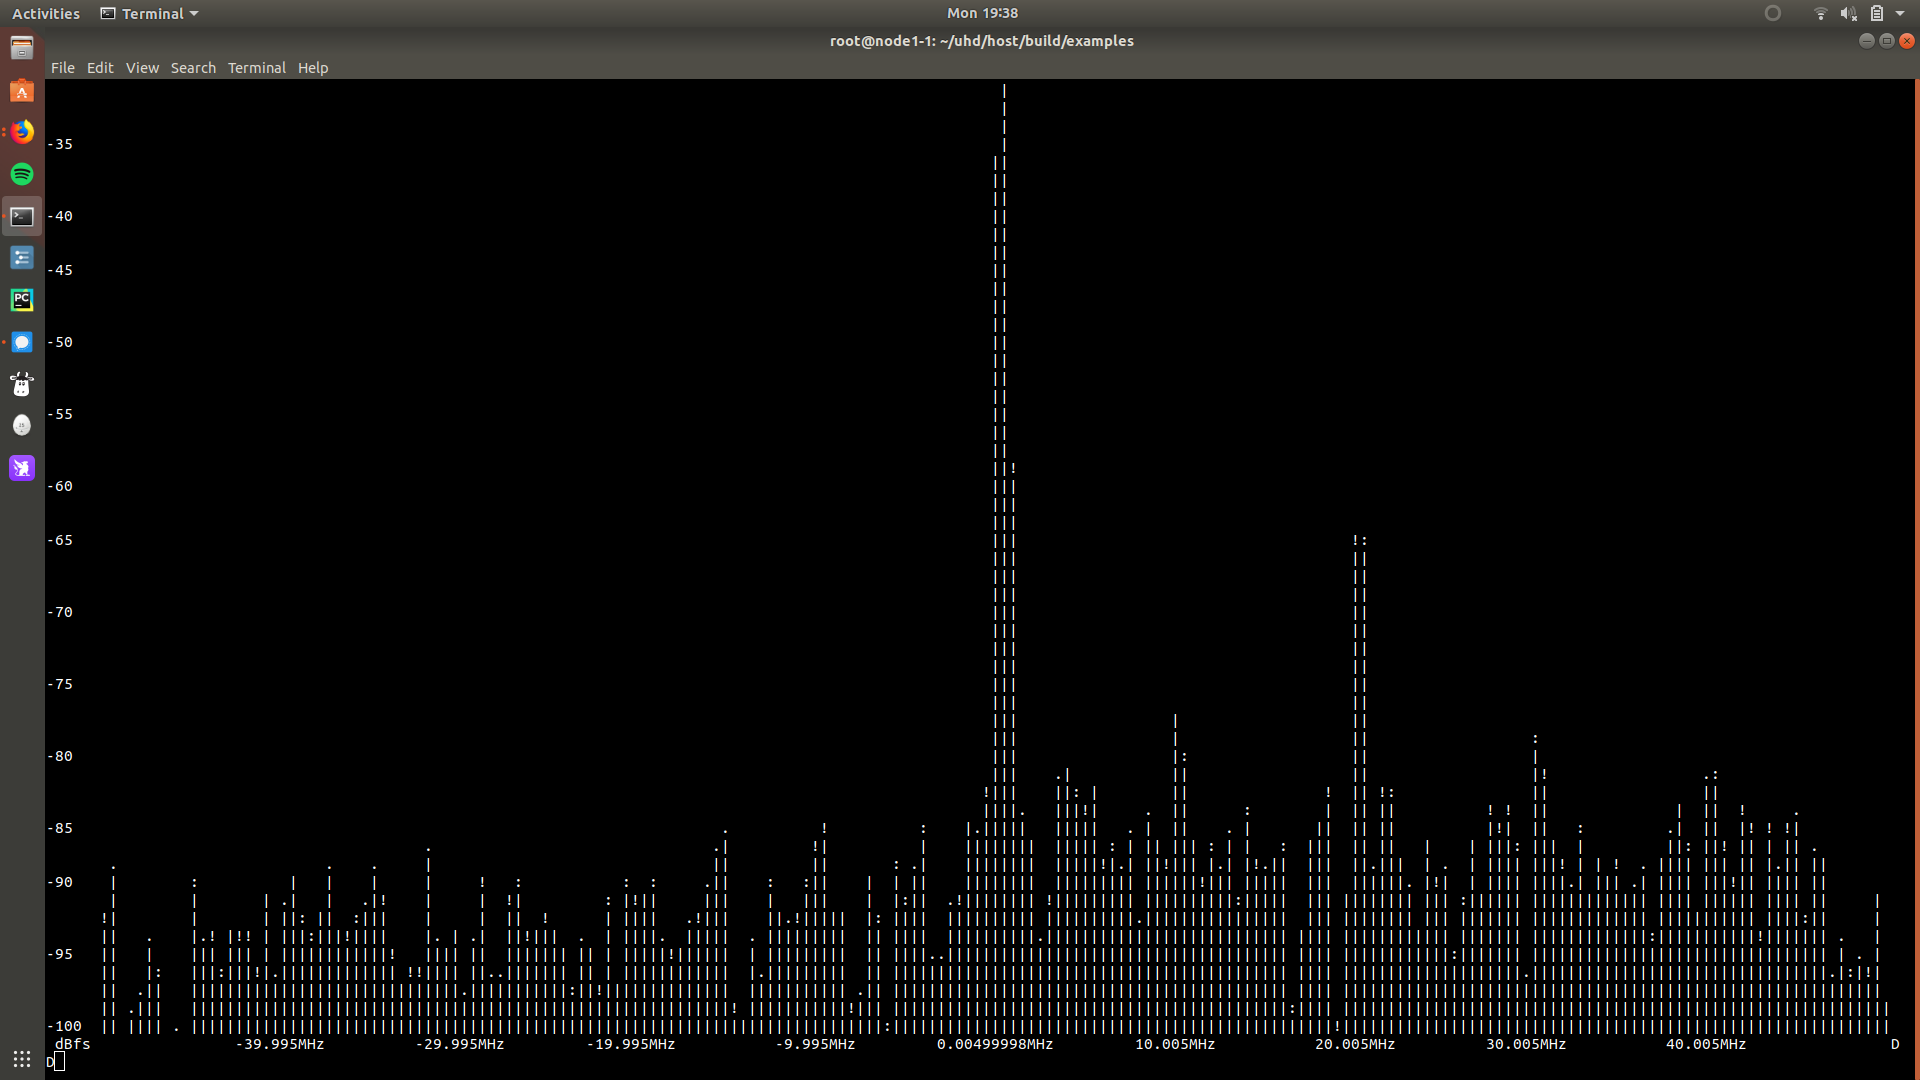 Activities Terminal Mon 19:38
root@node1-1: ~/uhd/host/build/examples
File Edit View Search Terminal Help
-35
-40
-45
-50
-55
-60
-65
-70
-75
-80
-85
-90
-95
-100
dBfs -39.995MHz -29.995MHz -19.995MHz -9.995MHz 0.00499998MHz 10.005MHz 20.005MHz 30.005MHz 40.005MHz D
D